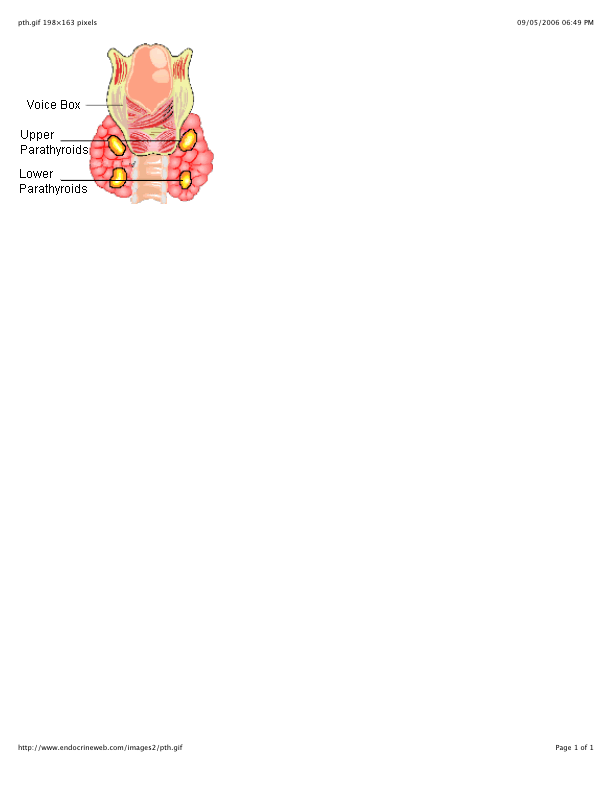 pth.gif 198×163 pixels
09/05/2006 06:49 PM
Voice Box
Upper
Parathyroids
Lower
Parathyroids
http://www.endocrineweb.com/images2/pth.gif
Page 1 of 1